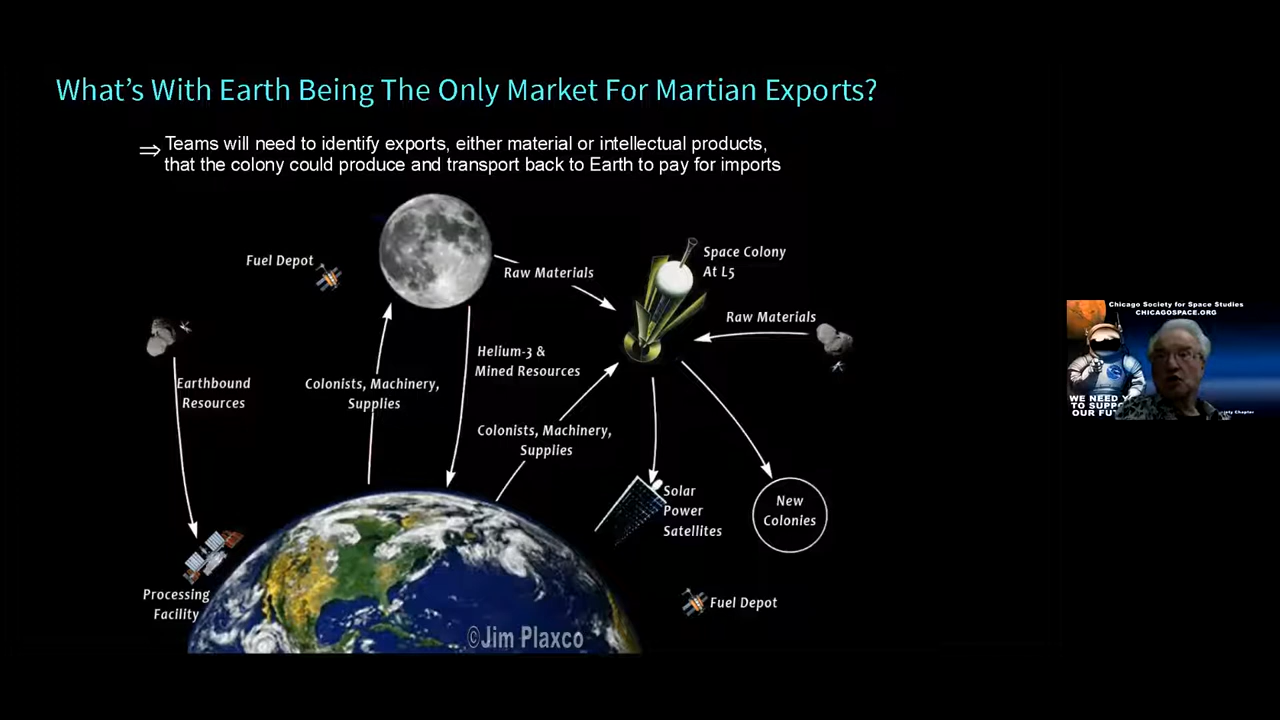 What's With Earth Being The Only Market For Martian Exports?
⇒ Teams will need to identify exports, either material or intellectual products,
that the colony could produce and transport back to Earth to pay for imports
Fuel Depot
Raw Materials
Space Colony
At L5
Raw Materials
Earthbound
Resources
Colonists, Machinery,
Supplies
Helium-3 &
Mined Resources
Colonists, Machinery,
Supplies
Solar
Power
Satellites
New
Colonies
Processing
Facility
Fuel Depot
©Jim Plaxco
Chicago Society for Space Studies
CHICAGOSPACE.ORG
WE NEED Y
TO SUPP
OUR FU
Chapter